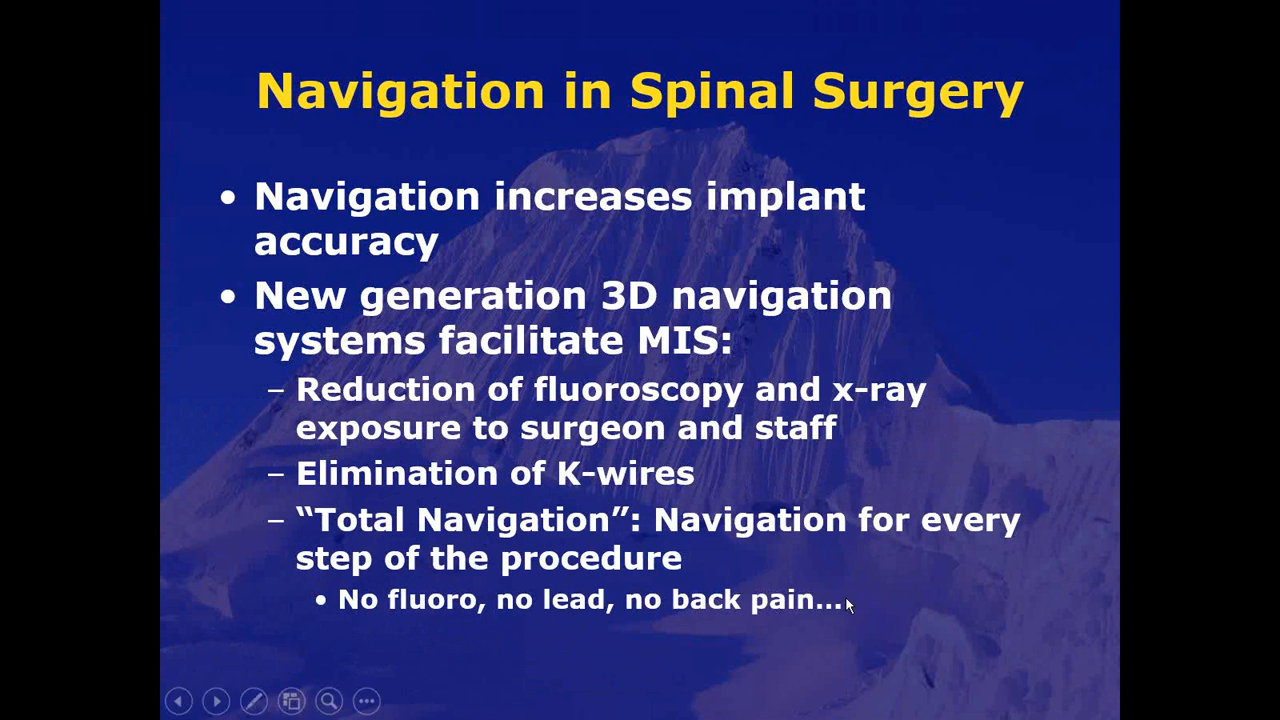 Navigation in Spinal Surgery
• Navigation increases implant
accuracy
• New generation 3D navigation
systems facilitate MIS:
– Reduction of fluoroscopy and x-ray
exposure to surgeon and staff
– Elimination of K-wires
– “Total Navigation”: Navigation for every
step of the procedure
• No fluoro, no lead, no back pain…